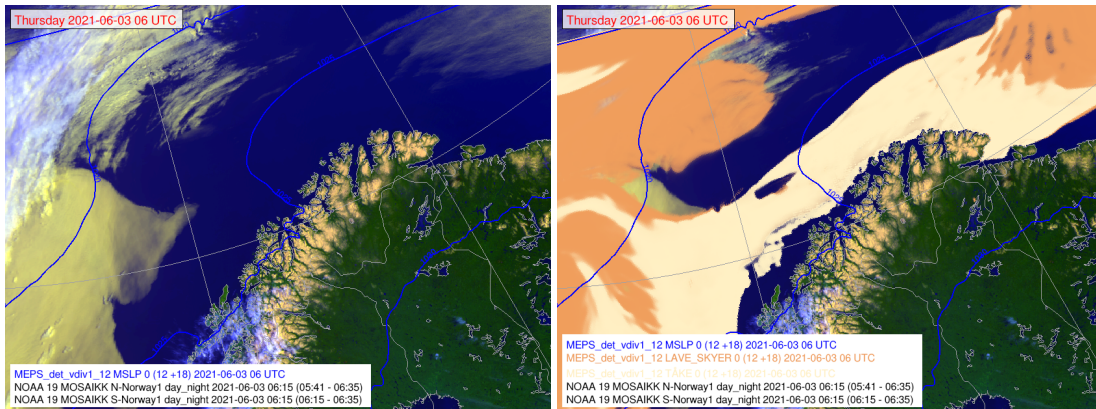 Thursday 2021-06-03 06 UTC
MEPS_det_vdiv1_12 MSLP 0 (12 +18) 2021-06-03 06 UTC
NOAA 19 MOSAIKK N-Norway1 day_night 2021-06-03 06:15 (05:41 - 06:35)
NOAA 19 MOSAIKK S-Norway1 day_night 2021-06-03 06:15 (06:15 - 06:35)
Thursday 2021-06-03 06 UTC
MEPS_det_vdiv1_12 MSLP 0 (12 +18) 2021-06-03 06 UTC
MEPS_det_vdiv1_12 LAVE_SKYER 0 (12 +18) 2021-06-03 06 UTC
MEPS_det_vdiv1_12 TÅKE 0 (12 +18) 2021-06-03 06 UTC
NOAA 19 MOSAIKK N-Norway1 day_night 2021-06-03 06:15 (05:41 - 06:35)
NOAA 19 MOSAIKK S-Norway1 day_night 2021-06-03 06:15 (06:15 - 06:35)